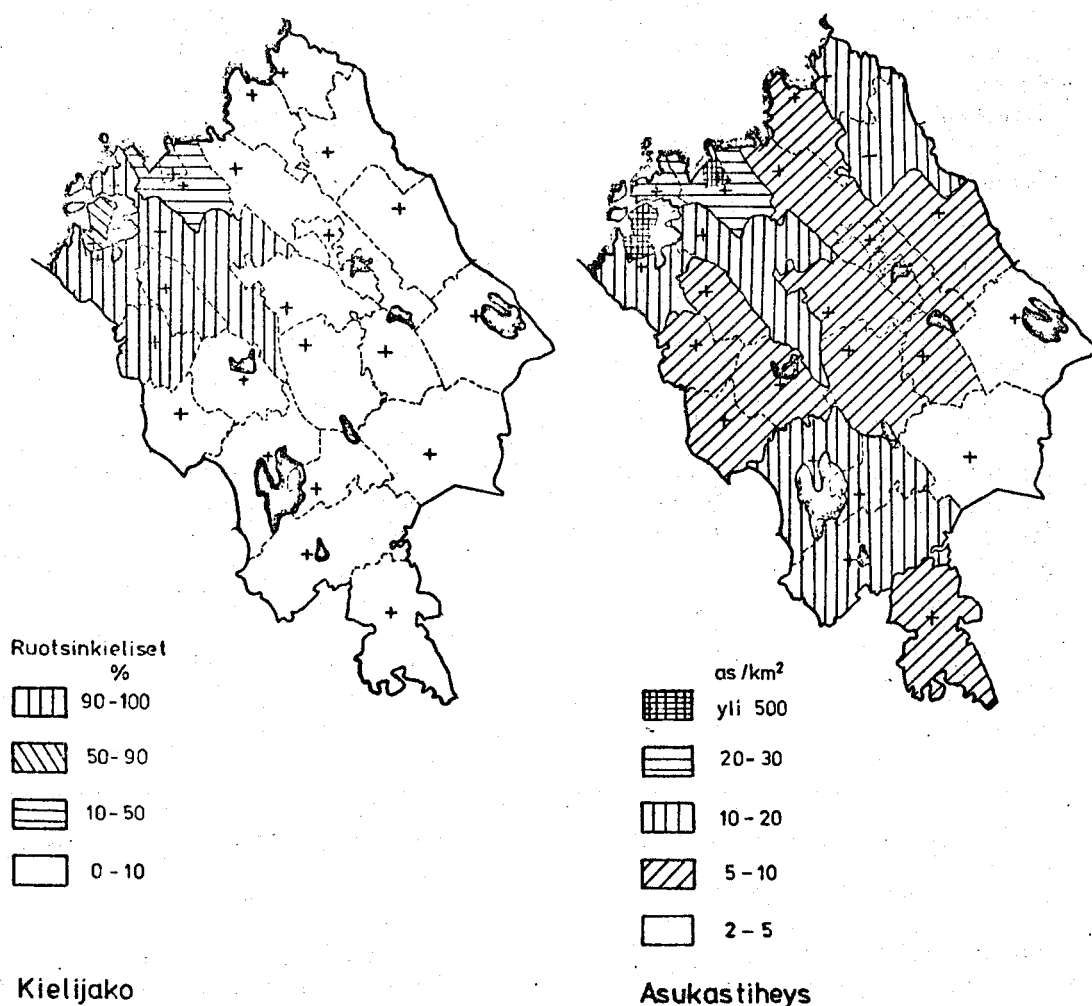 Ruotsinkieliset
%
90-100
50-90
10-50
0-10
Kielijako
as/km²
yli 500
20-30
10-20
5-10
2-5
Asukastiheys